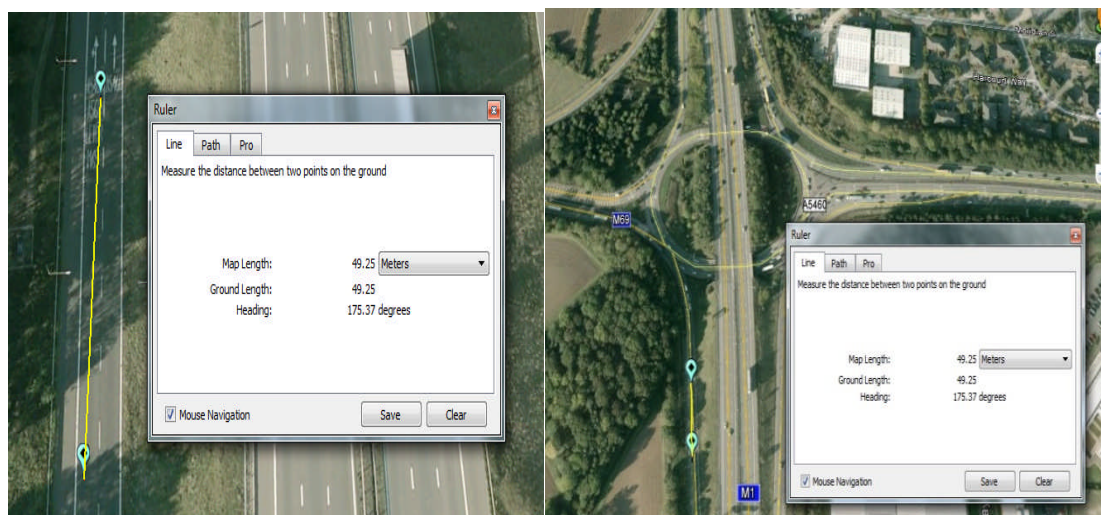 Ruler
Line Path Pro
Measure the distance between two points on the ground
Map Length: 49.25 Meters
Ground Length: 49.25
Heading: 175.37 degrees
Mouse Navigation Save Clear
Harcourt Way
M69
A5460
M1
Ruler
Line Path Pro
Measure the distance between two points on the ground
Map Length: 49.25 Meters
Ground Length: 49.25
Heading: 175.37 degrees
Mouse Navigation Save Clear